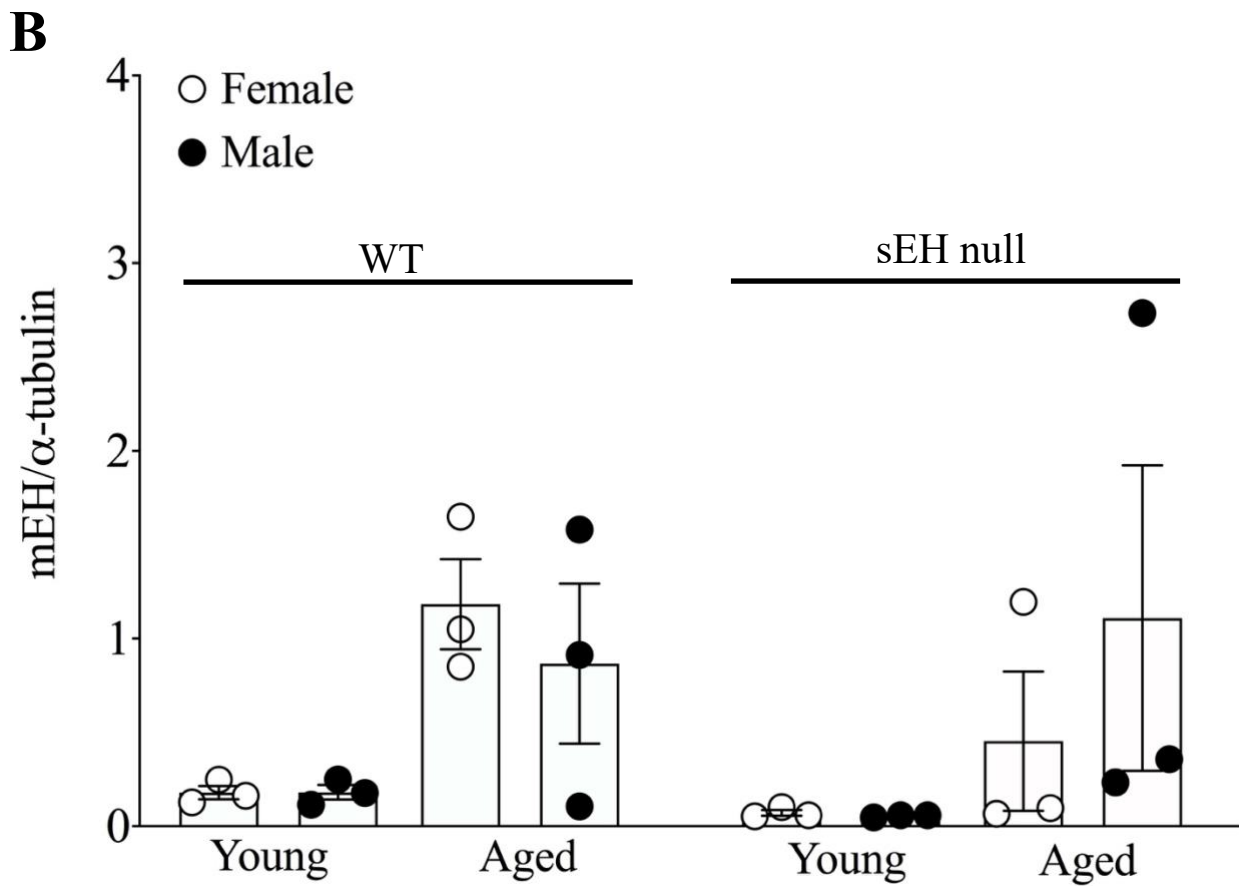 B
4
Female
Male
3
WT
sEH null
mEH/α-tubulin
2
1
0
Young
Aged
Young
Aged